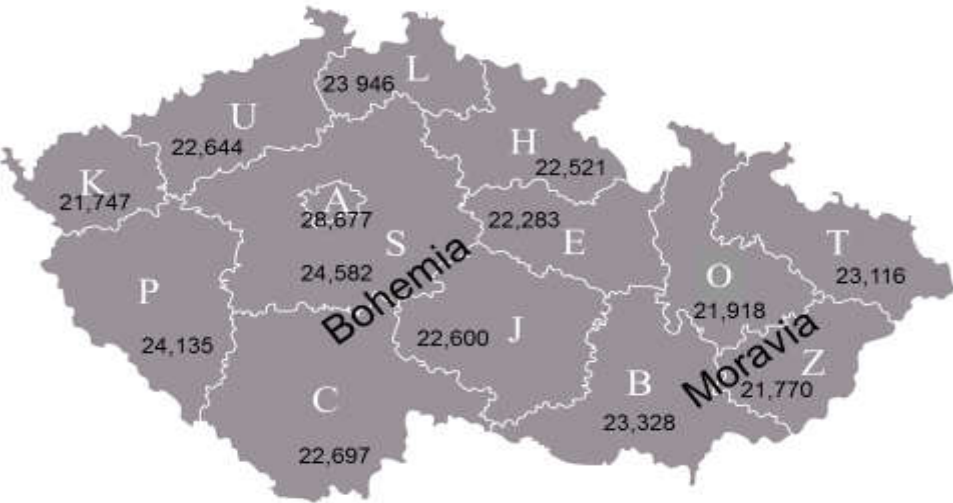 L
23 946
U
22,644
H
22,521
K
21,747
A
28,677
22,283
E
S
24,582
Bohemia
T
23,116
O
21,918
P
24,135
22,600
J
Moravia
Z
21,770
B
23,328
C
22,697